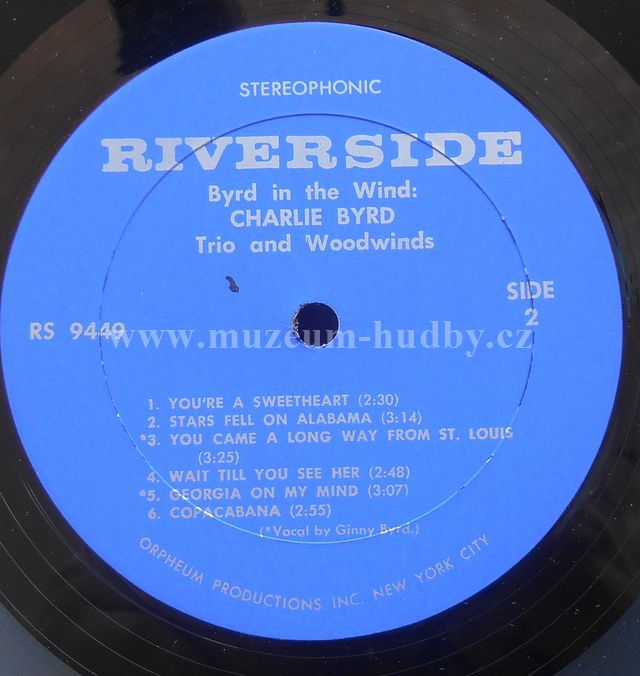 STEREOPHONIC
RIVERSIDE
Byrd in the Wind:
CHARLIE BYRD
Trio and Woodwinds
SIDE
2
RS 9449
www.muzeum-hudby.cz
1. YOU'RE A SWEETHEART (2:30)
2. STARS FELL ON ALABAMA (3:14)
*3. YOU CAME A LONG WAY FROM ST. LOUIS
(3:25)
4. WAIT TILL YOU SEE HER (2:48)
*5. GEORGIA ON MY MIND (3:07)
6. COPACABANA (2:55)
(*Vocal by Ginny Byrd.)
ORPHEUM PRODUCTIONS INC. NEW YORK CITY